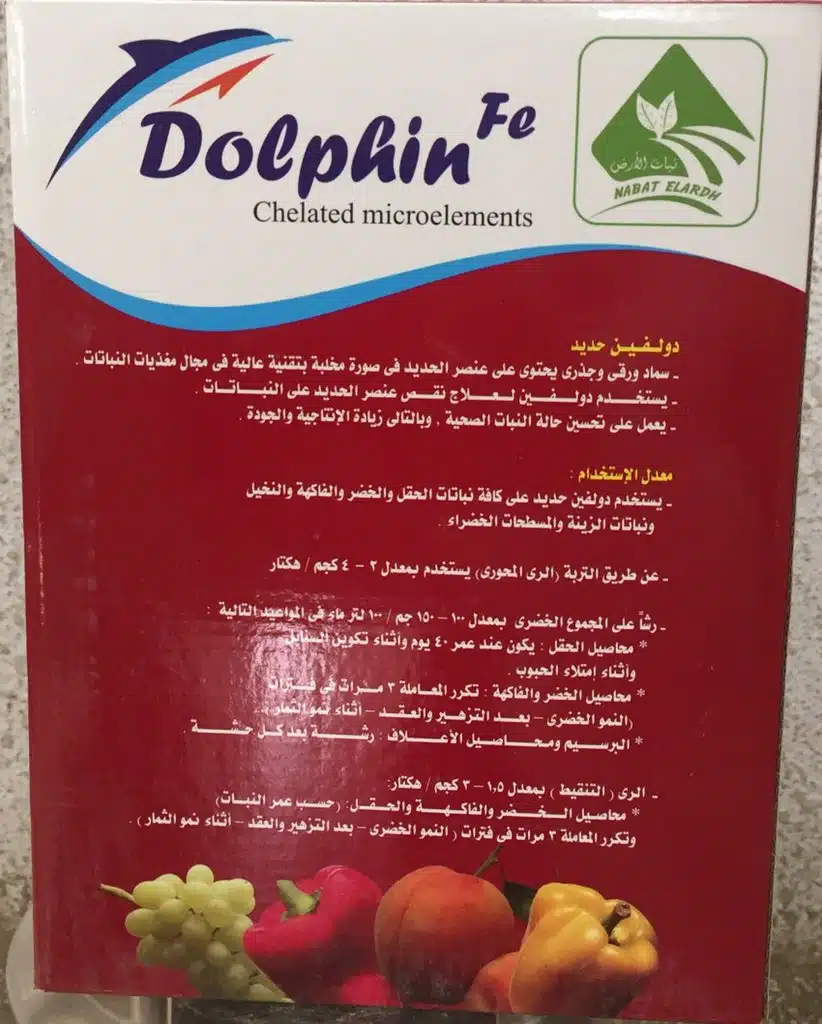 Dolphin Fe
Chelated microelements
نبات الأرض
NABAT ELARDH
دولفين حديد
- سماد ورقى وجذرى يحتوى على عنصر الحديد فى صورة مخلبة بتقنية عالية فى مجال مغذيات النباتات .
- يستخدم دولفين لعلاج نقص عنصر الحديد على النباتات .
- يعمل على تحسين حالة النبات الصحية , وبالتالى زيادة الإنتاجية والجودة .
معدل الإستخدام :
- يستخدم دولفين حديد على كافة نباتات الحقل والخضر والفاكهة والنخيل
ونباتات الزينة والمسطحات الخضراء .
- عن طريق التربة (الرى المحورى) يستخدم بمعدل ٢ - ٤ كجم / هكتار
- رشاً على المجموع الخضرى بمعدل ١٠٠ - ١٥٠ جم / ١٠٠ لتر ماء فى المواعيد التالية :
* محاصيل الحقل : يكون عند عمر ٤٠ يوم وأثناء تكوين السنابل
وأثناء إمتلاء الحبوب .
* محاصيل الخضر والفاكهة : تكرر المعاملة ٣ مرات فى فترات
(النمو الخضرى - بعد التزهير والعقد - أثناء نمو الثمار) .
* البرسيم ومحاصيل الأعلاف : رشة بعد كل حشة .
- الرى ( التنقيط ) بمعدل ١,٥ - ٣ كجم / هكتار:
* محاصيل الخضر والفاكهة والحقل: (حسب عمر النبات)
وتكرر المعاملة ٣ مرات فى فترات ( النمو الخضرى - بعد التزهير والعقد - أثناء نمو الثمار) .